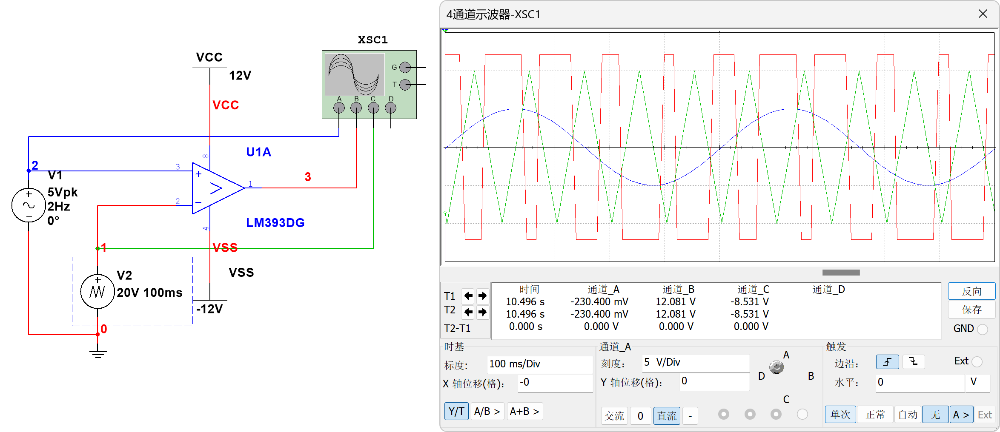 XSC1
G
T
A B C D
VCC
12V
VCC
U1A
8
2
3
V1
+
1
3
5Vpk
2Hz
0°
2
4
LM393DG
1
VSS
VSS
V2
20V 100ms
-12V
0
4通道示波器-XSC1
时间 通道_A 通道_B 通道_C 通道_D
T1 10.496 s -230.400 mV 12.081 V -8.531 V
T2 10.496 s -230.400 mV 12.081 V -8.531 V
T2-T1 0.000 s 0.000 V 0.000 V 0.000 V
反向
保存
GND
时基
标度: 100 ms/Div
X 轴位移(格): -0
Y/T A/B > A+B >
通道_A
刻度: 5 V/Div
Y 轴位移(格): 0
交流 0 直流 -
A
D B
C
触发
边沿: Ext
水平: 0 V
单次 正常 自动 无 A > Ext